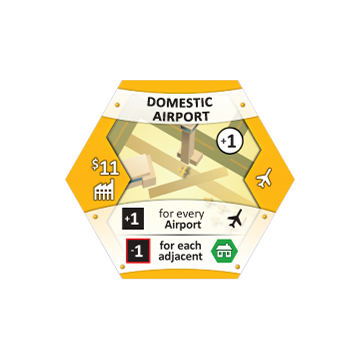 DOMESTIC
AIRPORT
+1
$11
+1 for every
Airport
-1 for each
adjacent